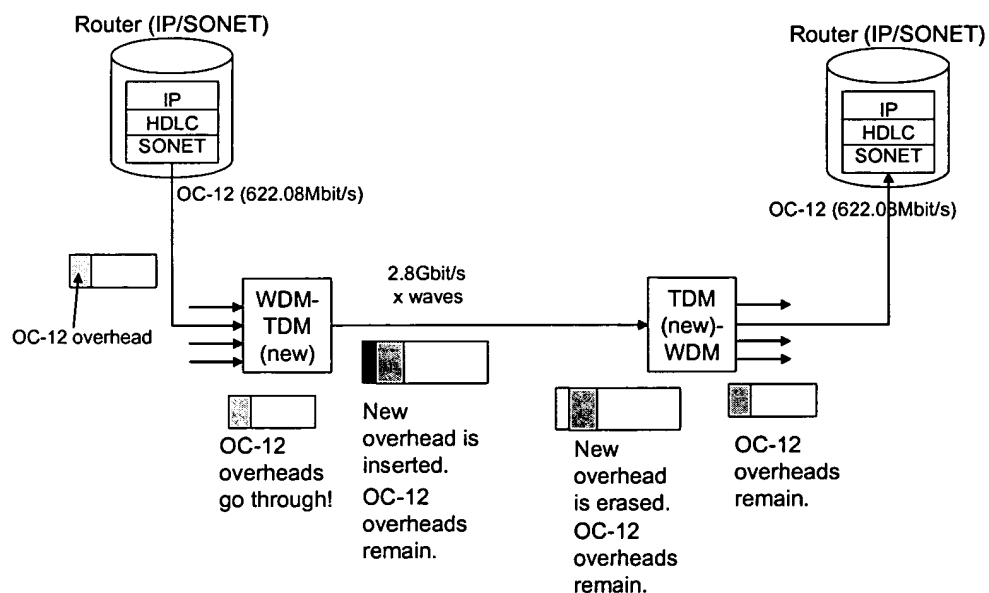 Router (IP/SONET)
IP
HDLC
SONET
OC-12 (622.08Mbit/s)
OC-12 overhead
WDM-
TDM
(new)
OC-12
overheads
go through!
2.8Gbit/s
x waves
New
overhead is
inserted.
OC-12
overheads
remain.
TDM
(new)-
WDM
New
overhead
is erased.
OC-12
overheads
remain.
OC-12
overheads
remain.
Router (IP/SONET)
IP
HDLC
SONET
OC-12 (622.08Mbit/s)